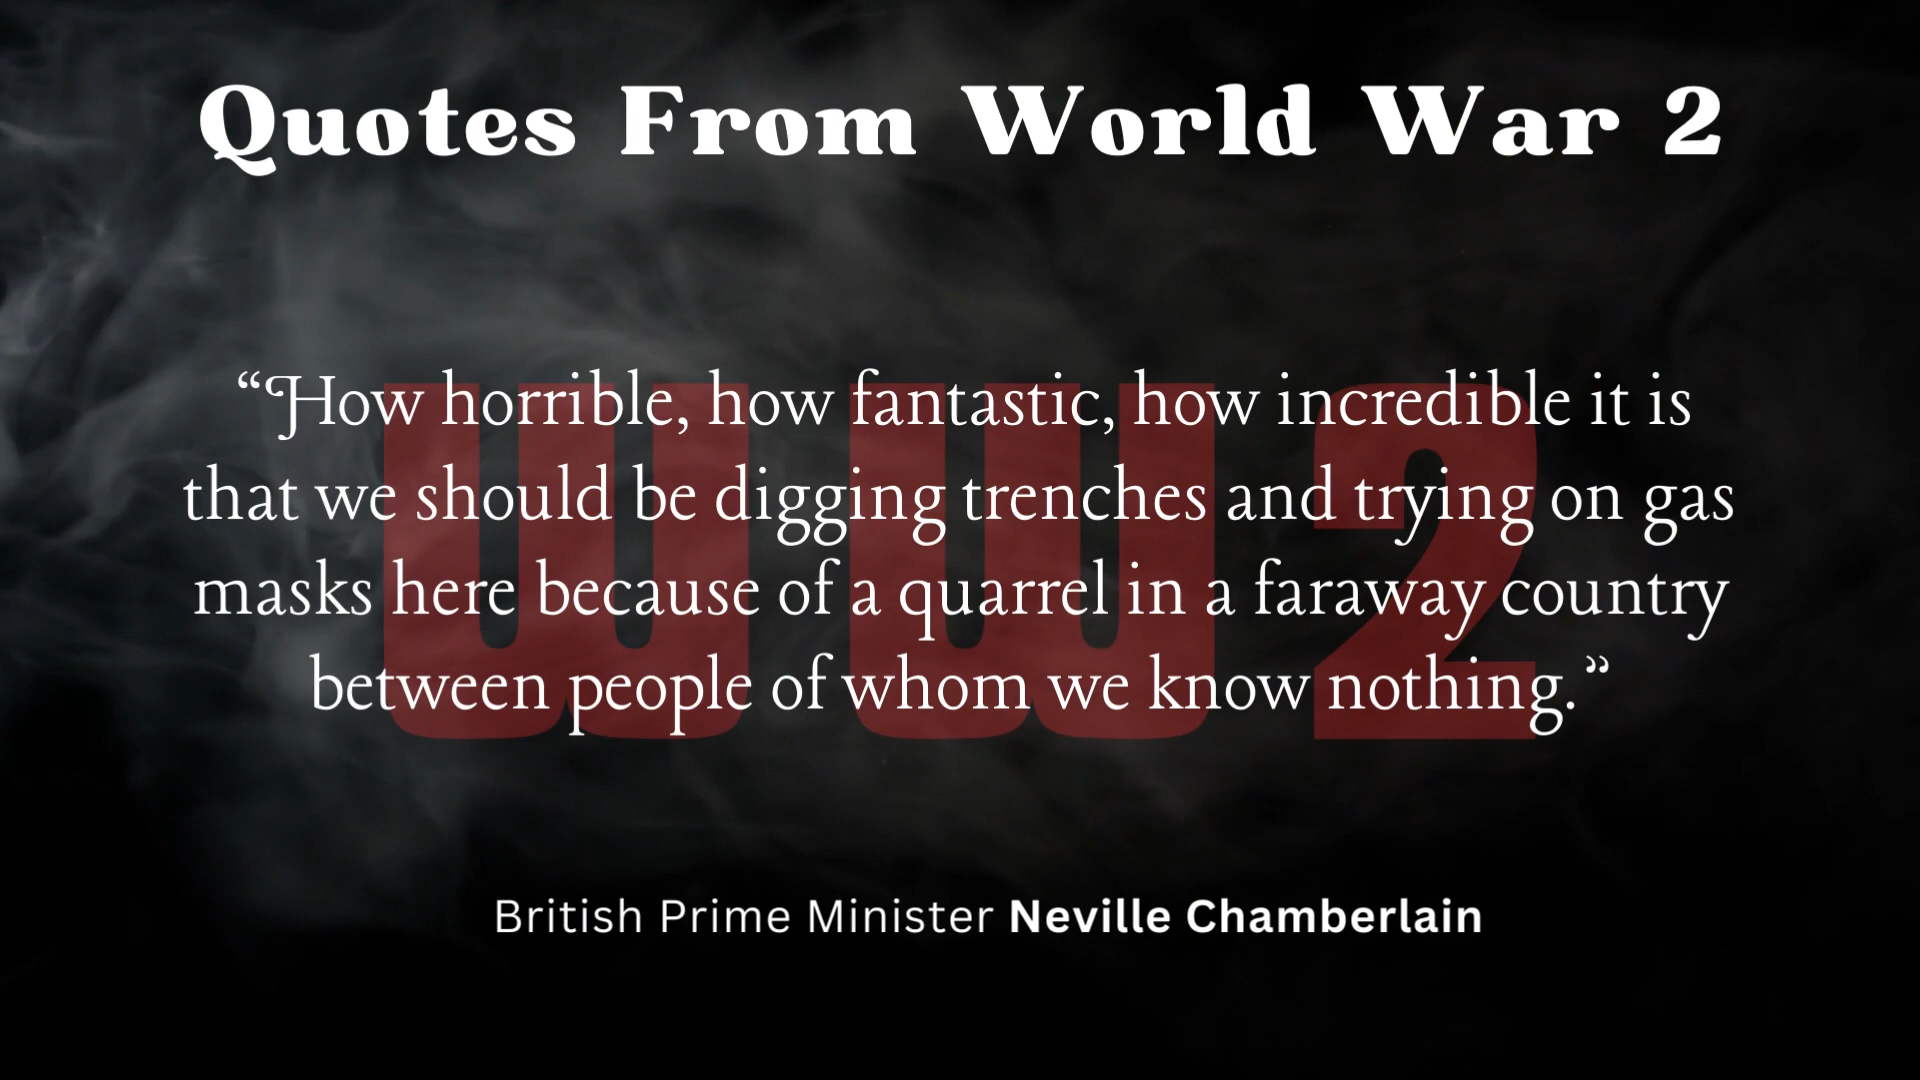 Quotes From World War 2
WW2
“How horrible, how fantastic, how incredible it is
that we should be digging trenches and trying on gas
masks here because of a quarrel in a faraway country
between people of whom we know nothing.”
British Prime Minister Neville Chamberlain